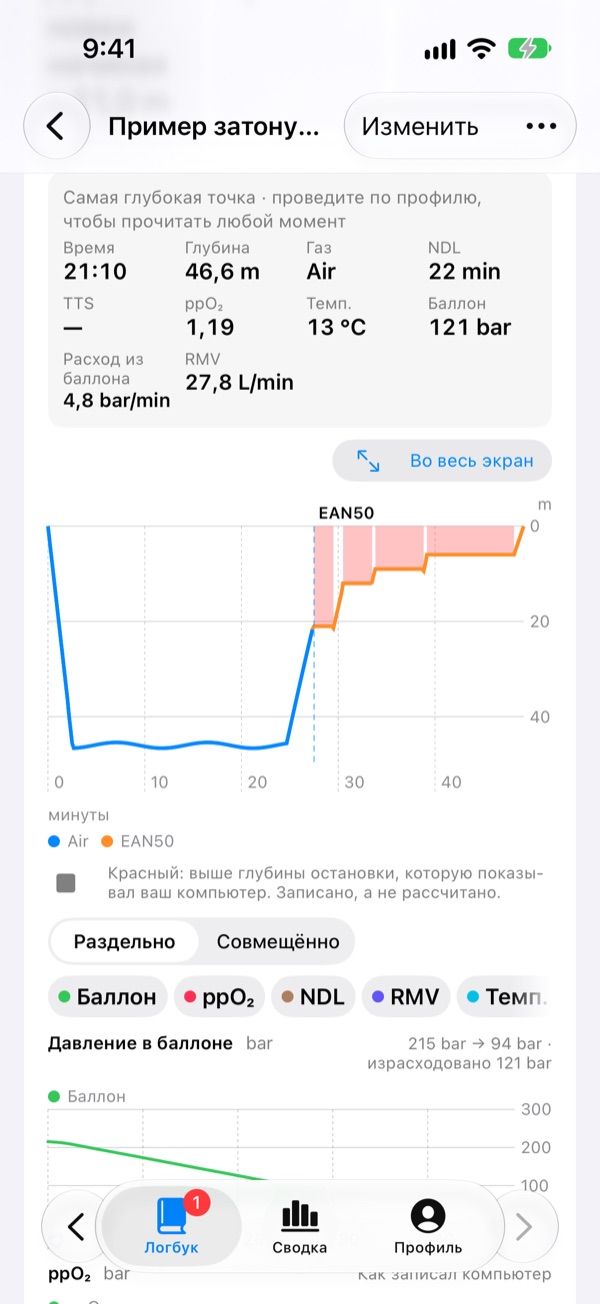 9:41
Пример затону...
Изменить
Самая глубокая точка · проведите по профилю,
чтобы прочитать любой момент
Время Глубина Газ NDL
21:10 46,6 m Air 22 min
TTS ppO₂ Темп. Баллон
— 1,19 13 °C 121 bar
Расход из RMV
баллона 27,8 L/min
4,8 bar/min
Во весь экран
EAN50
m
0
20
40
0 10 20 30 40
минуты
Air EAN50
Красный: выше глубины остановки, которую показы-
вал ваш компьютер. Записано, а не рассчитано.
Раздельно Совмещённо
Баллон ppO₂ NDL RMV Темп.
Давление в баллоне bar 215 bar → 94 bar ·
израсходовано 121 bar
Баллон
300
200
100
1
Логбук Сводка Профиль
ppO₂ bar Как записал компьютер